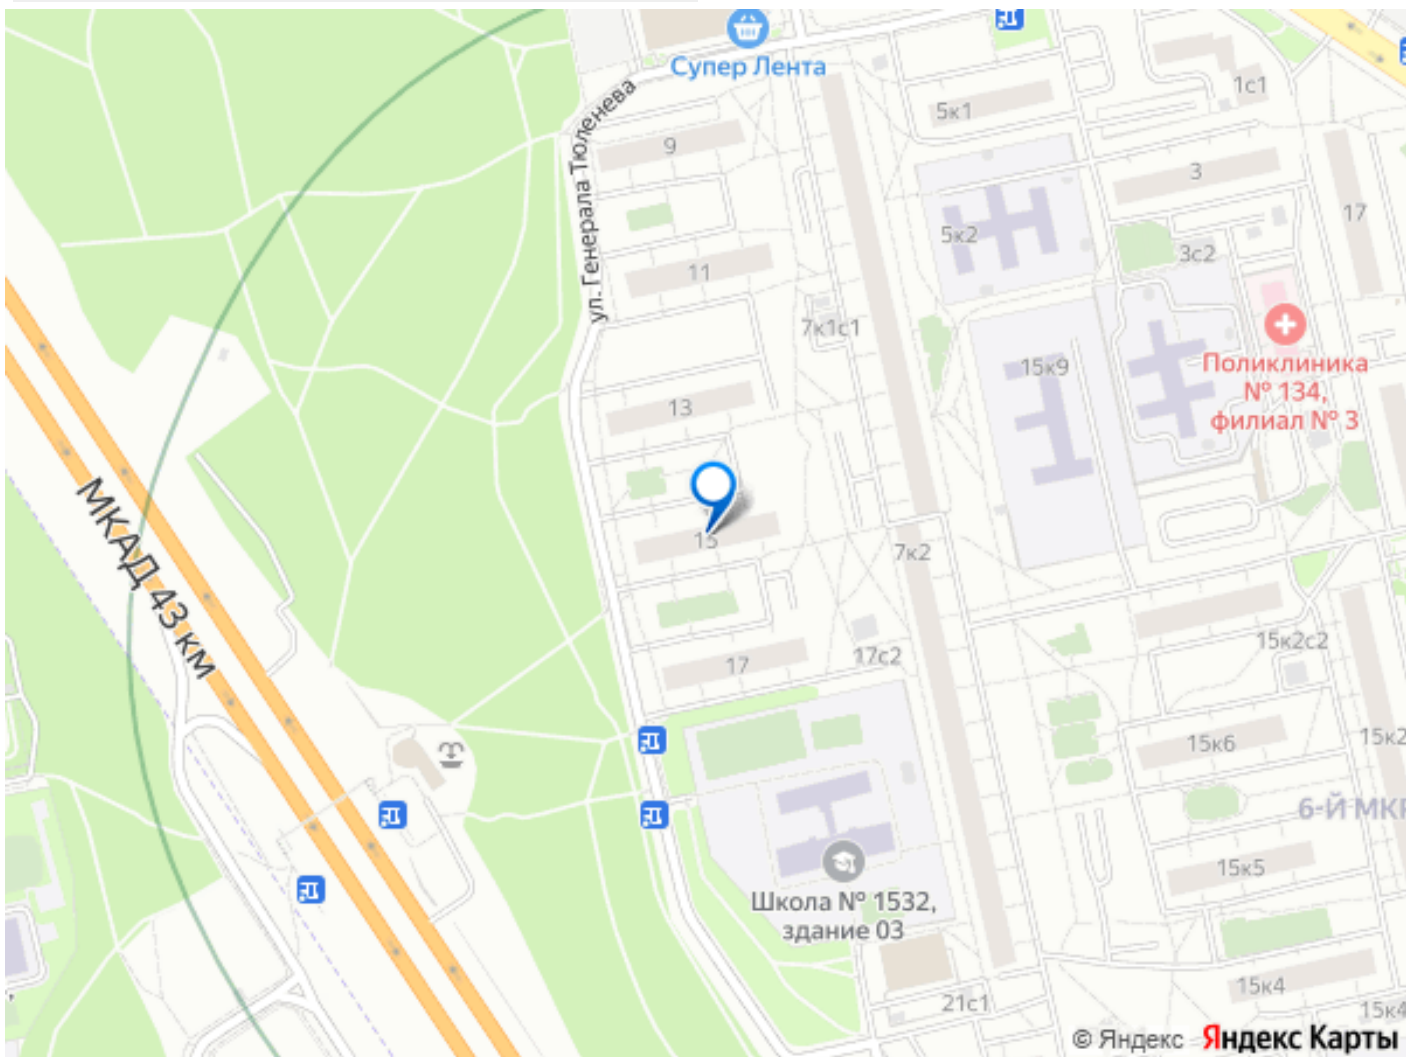 Супер Лента
1с1
5к1
ул. Генерала Тюленева
9
3
17
5к2
3с2
11
7к1с1
15к9
Поликлиника
№ 134,
филиал № 3
13
МКАД 43 км
15
7к2
15к2с2
17
17с2
15к6
15к2
6-Й МКР
15к5
Школа № 1532,
здание 03
15к4
21с1
15к4
© Яндекс Яндекс Карты